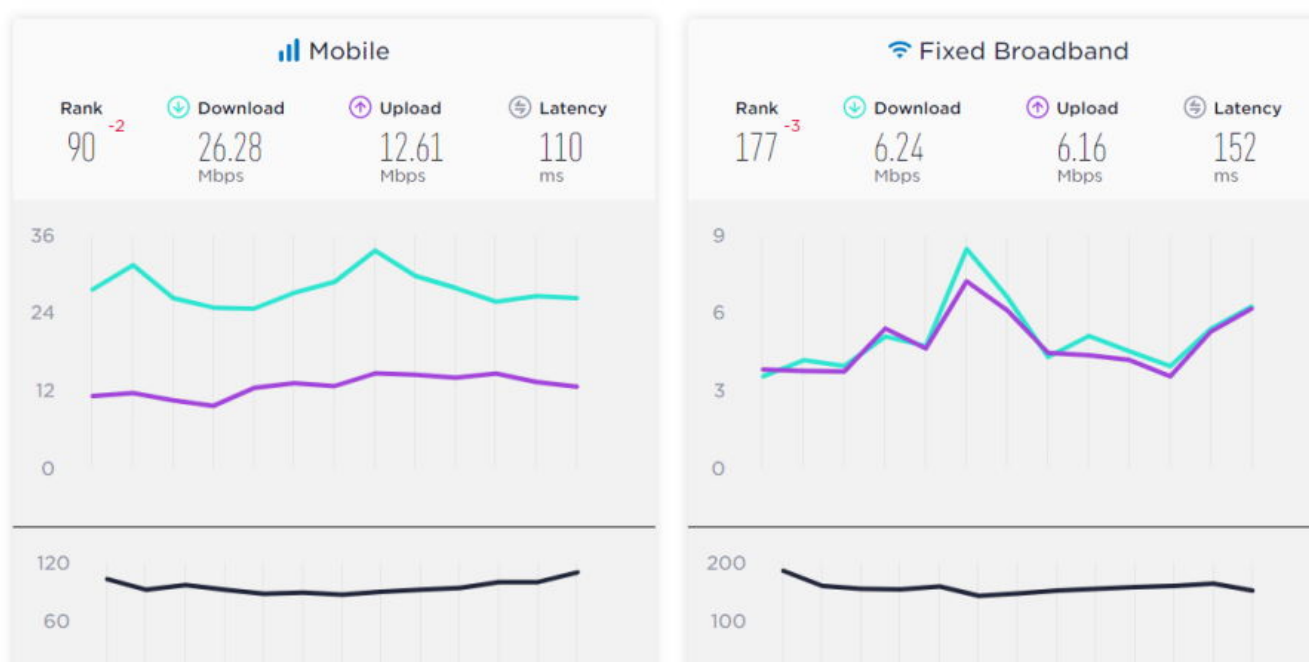 Mobile
Rank Download Upload Latency
90 -2 26.28 12.61 110
Mbps Mbps ms
36
24
12
0
120
60
Fixed Broadband
Rank Download Upload Latency
177 -3 6.24 6.16 152
Mbps Mbps ms
9
6
3
0
200
100